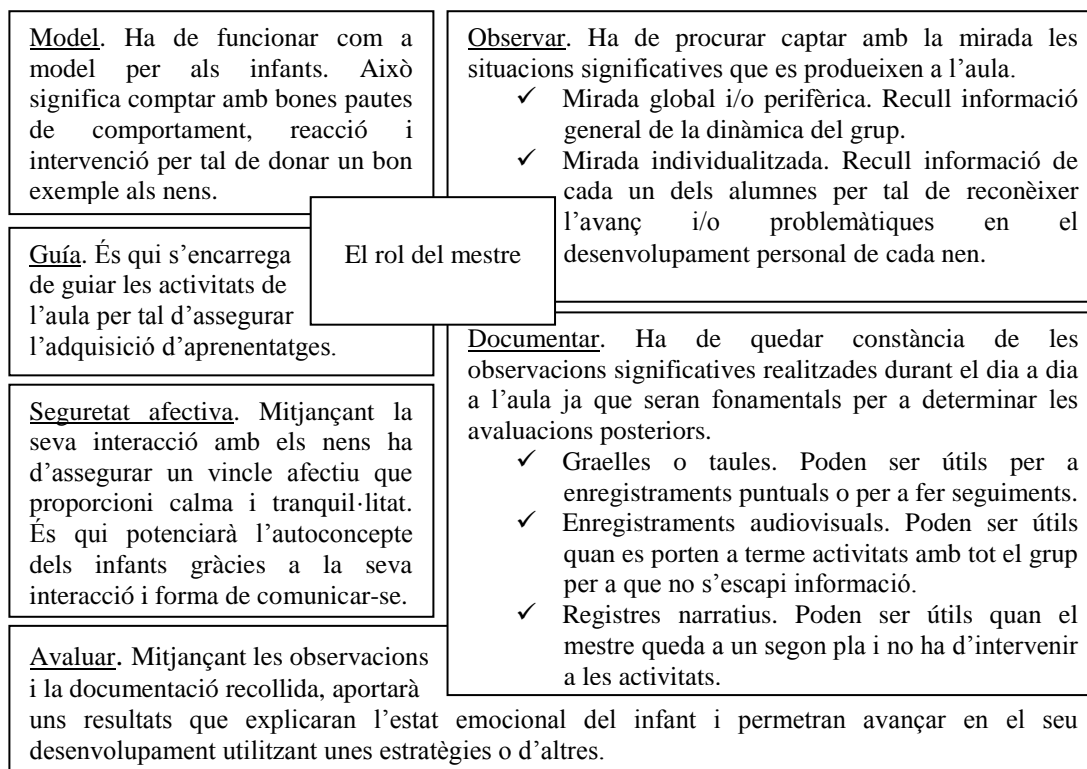 Model. Ha de funcionar com a
model per als infants. Això
significa comptar amb bones pautes
de comportament, reacció i
intervenció per tal de donar un bon
exemple als nens.
Observar. Ha de procurar captar amb la mirada les
situacions significatives que es produeixen a l’aula.
✓ Mirada global i/o perifèrica. Recull informació
general de la dinàmica del grup.
✓ Mirada individualitzada. Recull informació de
cada un dels alumnes per tal de reconèixer
l’avanç i/o problemàtiques en el
desenvolupament personal de cada nen.
El rol del mestre
Guía. És qui s’encarrega
de guiar les activitats de
l’aula per tal d’assegurar
l’adquisició d’aprenentatges.
Documentar. Ha de quedar constància de les
observacions significatives realitzades durant el dia a dia
a l’aula ja que seran fonamentals per a determinar les
avaluacions posteriors.
✓ Graelles o taules. Poden ser útils per a
enregistraments puntuals o per a fer seguiments.
✓ Enregistraments audiovisuals. Poden ser útils
quan es porten a terme activitats amb tot el grup
per a que no s’escapi informació.
✓ Registres narratius. Poden ser útils quan el
mestre queda a un segon pla i no ha d’intervenir
a les activitats.
Seguretat afectiva. Mitjançant la
seva interacció amb els nens ha
d’assegurar un vincle afectiu que
proporcioni calma i tranquil·litat.
És qui potenciarà l’autoconcepte
dels infants gràcies a la seva
interacció i forma de comunicar-se.
Avaluar. Mitjançant les observacions
i la documentació recollida, aportarà
uns resultats que explicaran l’estat emocional del infant i permetran avançar en el seu
desenvolupament utilitzant unes estratègies o d’altres.